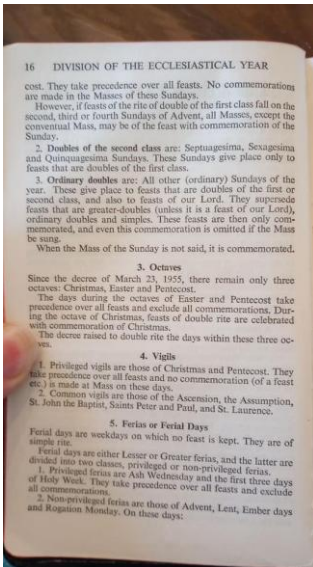 16 DIVISION OF THE ECCLESIASTICAL YEAR
cost. They take precedence over all feasts. No commemorations
are made in the Masses of these Sundays.
However, if feasts of the rite of double of the first class fall on the
second, third or fourth Sundays of Advent, all Masses, except the
conventual Mass, may be of the feast with commemoration of the
Sunday.
2. Doubles of the second class are: Septuagesima, Sexagesima
and Quinquagesima Sundays. These Sundays give place only to
feasts that are doubles of the first class.
3. Ordinary doubles are: All other (ordinary) Sundays of the
year. These give place to feasts that are doubles of the first or
second class, and also to feasts of our Lord. They supersede
feasts that are greater-doubles (unless it is a feast of our Lord),
ordinary doubles and simples. These feasts are then only com-
memorated, and even this commemoration is omitted if the Mass
be sung.
When the Mass of the Sunday is not said, it is commemorated.
3. Octaves
Since the decree of March 23, 1955, there remain only three
octaves: Christmas, Easter and Pentecost.
The days during the octaves of Easter and Pentecost take
precedence over all feasts and exclude all commemorations. Dur-
ing the octave of Christmas, feasts of double rite are celebrated
with commemoration of Christmas.
The decree raised to double rite the days within these three oc-
ves.
4. Vigils
1. Privileged vigils are those of Christmas and Pentecost. They
take precedence over all feasts and no commemoration (of a feast
etc.) is made at Mass on these days.
2. Common vigils are those of the Ascension, the Assumption,
St. John the Baptist, Saints Peter and Paul, and St. Laurence.
5. Ferias or Ferial Days
Ferial days are weekdays on which no feast is kept. They are of
simple rite.
Ferial days are either Lesser or Greater ferias, and the latter are
divided into two classes, privileged or non-privileged ferias.
1. Privileged ferias are Ash Wednesday and the first three days
of Holy Week. They take precedence over all feasts and exclude
all commemorations.
2. Non-privileged ferias are those of Advent, Lent, Ember days
and Rogation Monday. On these days: